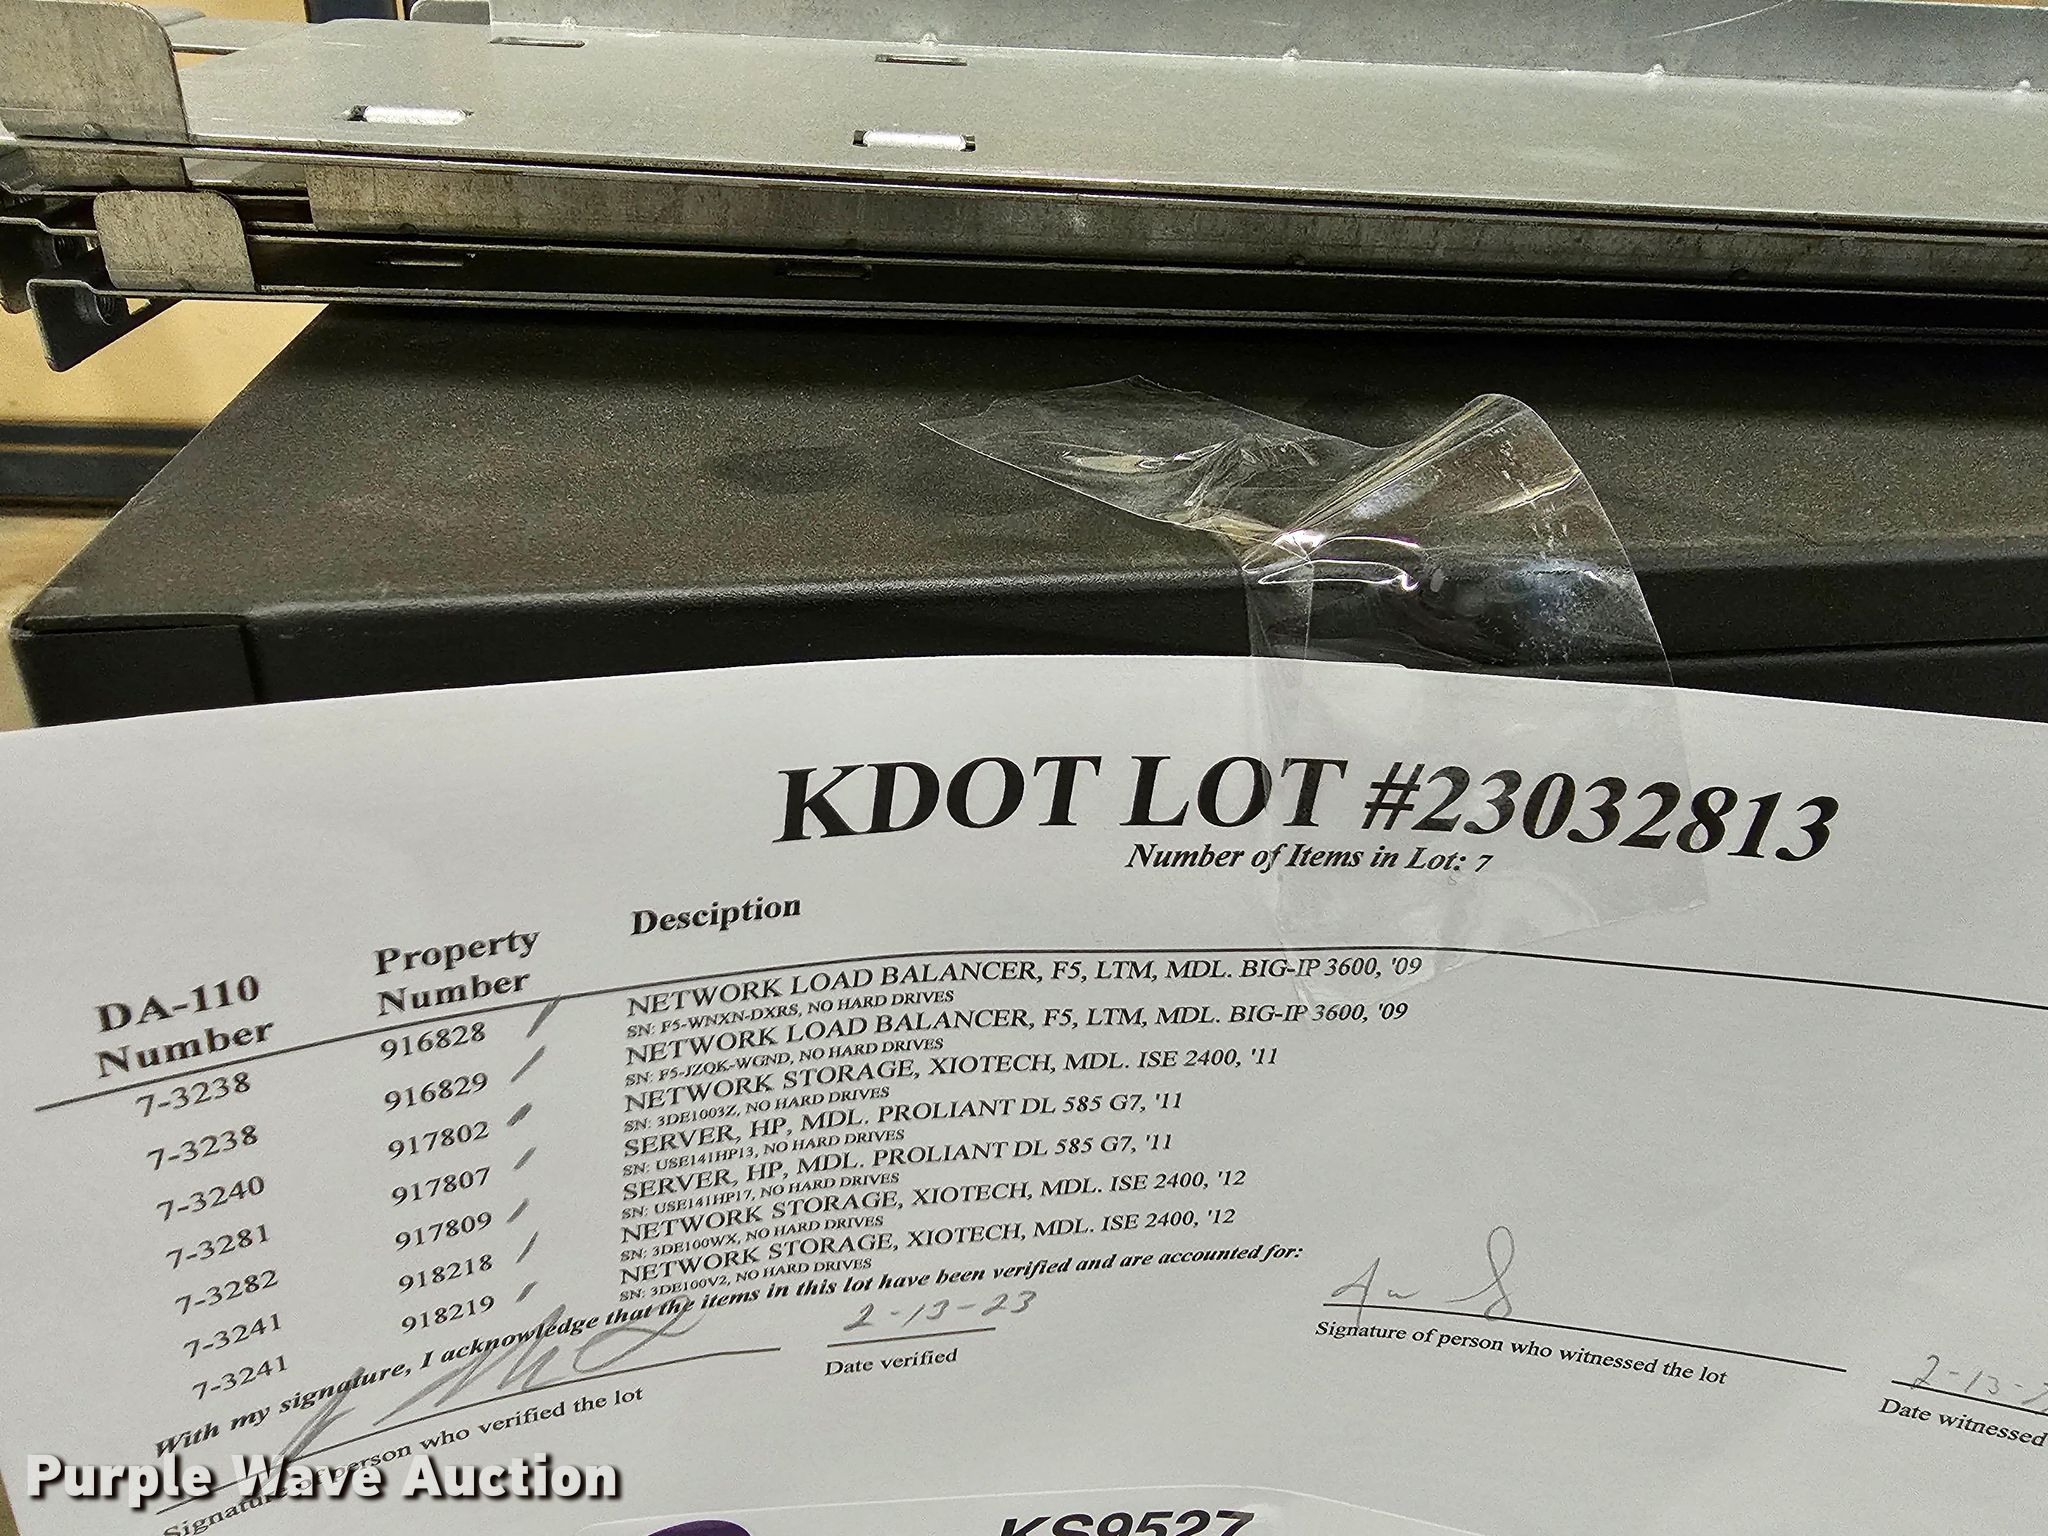 KDOT LOT #23032813
Number of Items in Lot: 7
DA-110 Number
Property Number
Desciption
7-3238 916828 NETWORK LOAD BALANCER, F5, LTM, MDL. BIG-IP 3600, '09
SN: F5-WNXN-DXRS, NO HARD DRIVES
7-3238 916829 NETWORK LOAD BALANCER, F5, LTM, MDL. BIG-IP 3600, '09
SN: F5-JZQK-WGND, NO HARD DRIVES
7-3240 917802 NETWORK STORAGE, XIOTECH, MDL. ISE 2400, '11
SN: 3DE1003Z, NO HARD DRIVES
7-3281 917807 SERVER, HP, MDL. PROLIANT DL 585 G7, '11
SN: USE141HP13, NO HARD DRIVES
7-3282 917809 SERVER, HP, MDL. PROLIANT DL 585 G7, '11
SN: USE141HP17, NO HARD DRIVES
7-3241 918218 NETWORK STORAGE, XIOTECH, MDL. ISE 2400, '12
SN: 3DE100WX, NO HARD DRIVES
7-3241 918219 NETWORK STORAGE, XIOTECH, MDL. ISE 2400, '12
SN: 3DE100V2, NO HARD DRIVES
With my signature, I acknowledge that the items in this lot have been verified and are accounted for:
2-13-23
Signature of person who verified the lot
Date verified
Signature of person who witnessed the lot
2-13-2
Date witnessed
Purple Wave Auction
KS9527